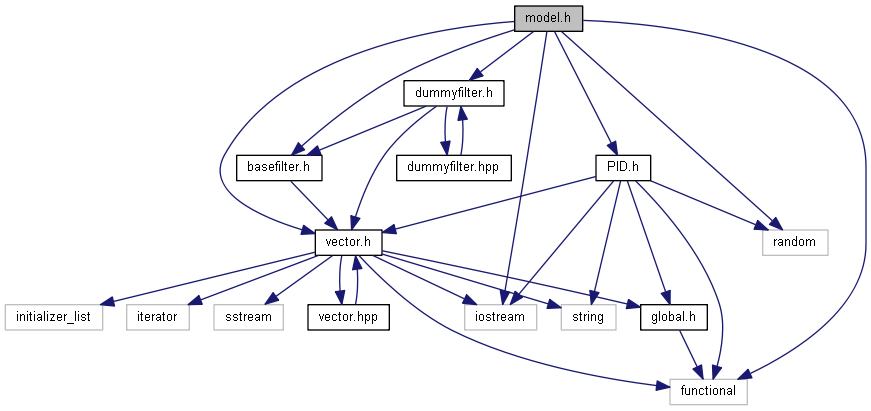 model.h
dummyfilter.h
basefilter.h
dummyfilter.hpp
PID.h
vector.h
random
initializer_list
iterator
sstream
vector.hpp
iostream
string
global.h
functional